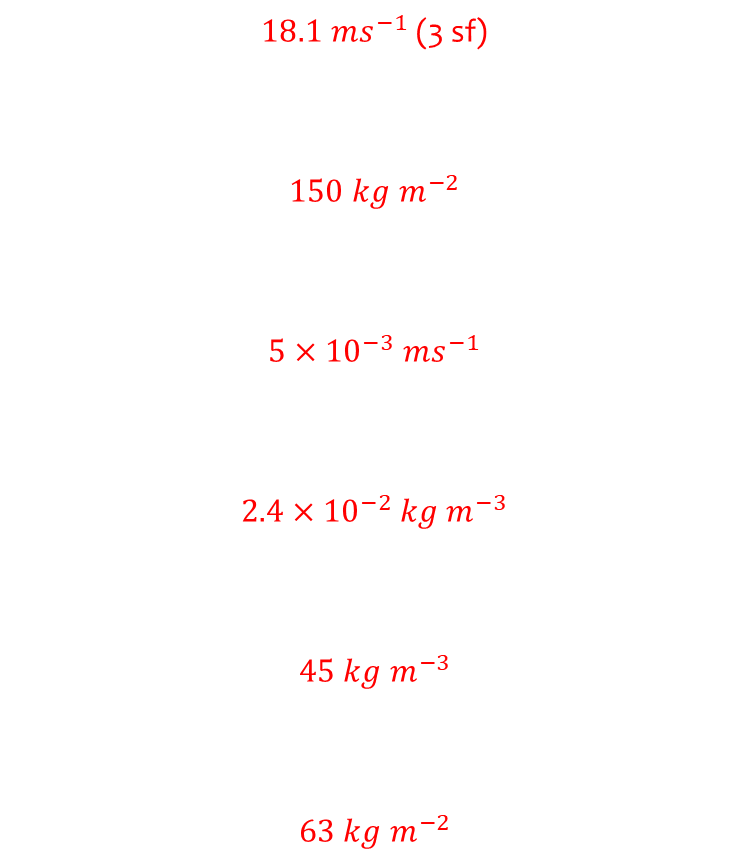 18.1 ms⁻¹ (3 sf)
150 kg m⁻²
5 × 10⁻³ ms⁻¹
2.4 × 10⁻² kg m⁻³
45 kg m⁻³
63 kg m⁻²